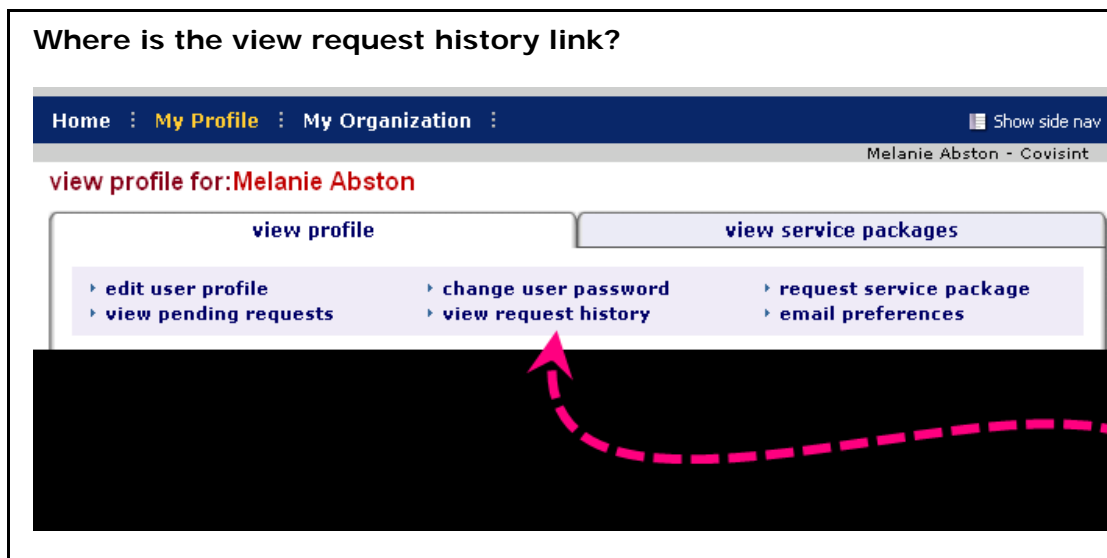 Where is the view request history link?
Home My Profile My Organization Show side nav
Melanie Abston - Covisint
view profile for:Melanie Abston
view profile view service packages
edit user profile change user password request service package
view pending requests view request history email preferences